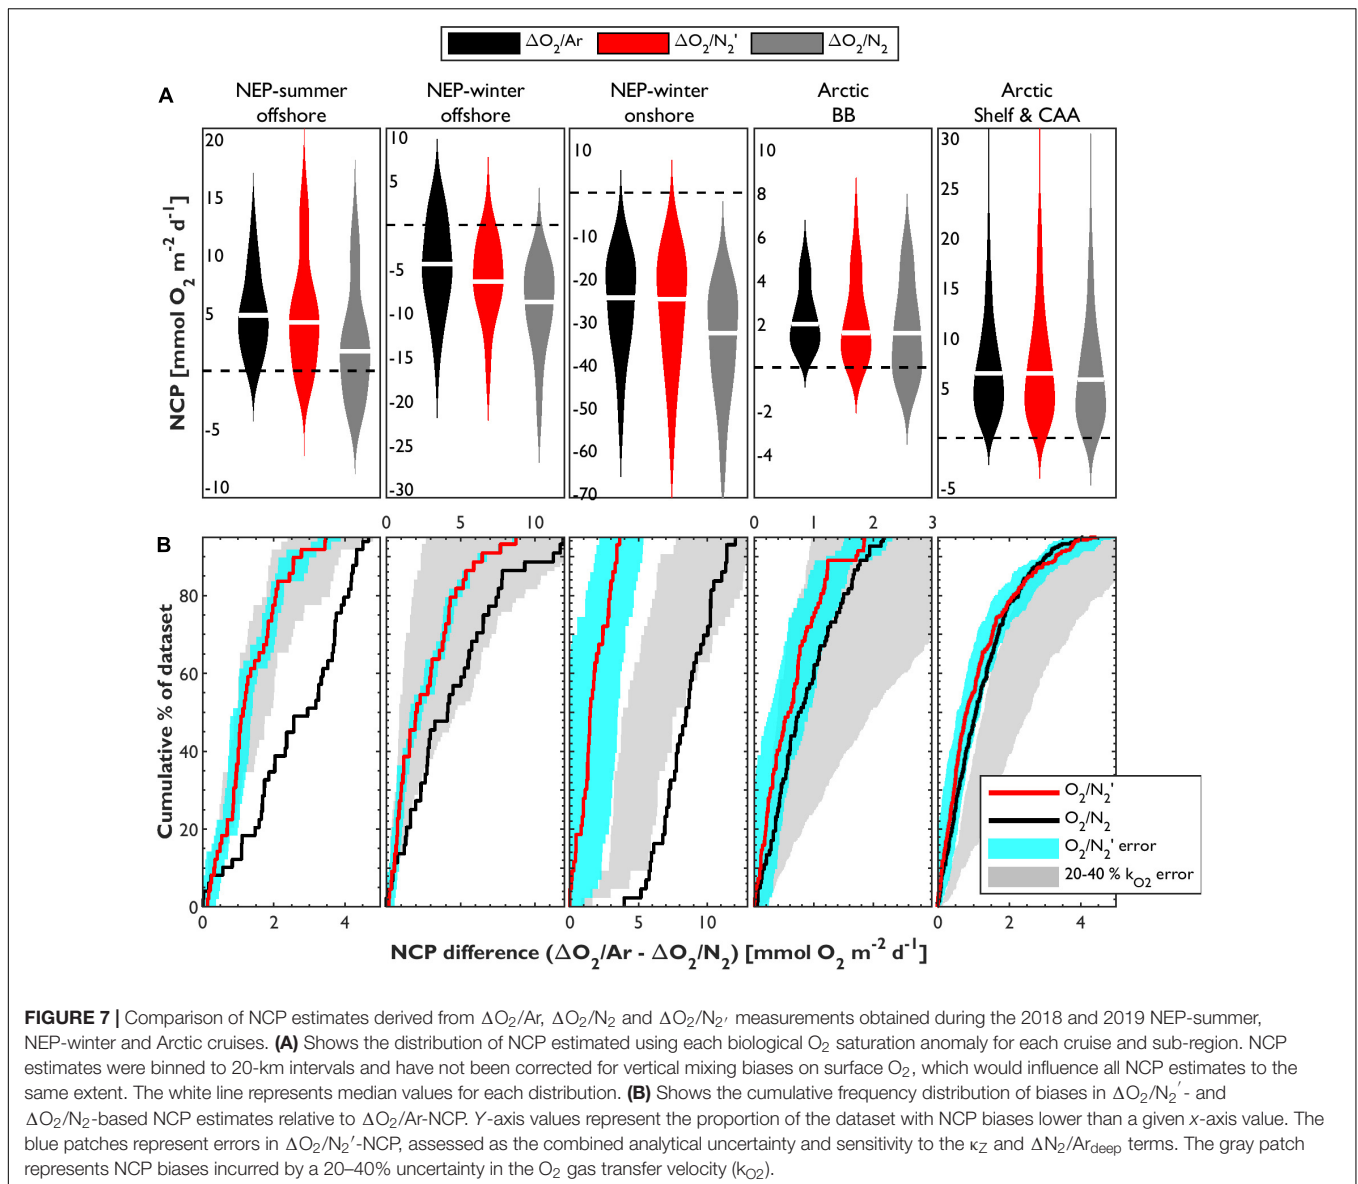 ΔO₂/Ar ΔO₂/N₂' ΔO₂/N₂
A
NEP-summer
offshore
NEP-winter
offshore
NEP-winter
onshore
Arctic
BB
Arctic
Shelf & CAA
NCP [mmol O₂ m⁻² d⁻¹]
20
15
10
5
-5
-10
10
5
-5
-10
-15
-20
-25
-30
10
-10
-20
-30
-40
-50
-60
-70
10
8
6
4
2
-2
-4
30
25
20
15
10
5
-5
0 5 10
0 1 2 3
B
Cumulative % of dataset
80
60
40
20
0
0 2 4
0 5 10
0 2 4
O₂/N₂'
O₂/N₂
O₂/N₂' error
20-40 % kO₂ error
NCP difference (ΔO₂/Ar - ΔO₂/N₂) [mmol O₂ m⁻² d⁻¹]
FIGURE 7 | Comparison of NCP estimates derived from ΔO₂/Ar, ΔO₂/N₂ and ΔO₂/N₂′ measurements obtained during the 2018 and 2019 NEP-summer,
NEP-winter and Arctic cruises. (A) Shows the distribution of NCP estimated using each biological O₂ saturation anomaly for each cruise and sub-region. NCP
estimates were binned to 20-km intervals and have not been corrected for vertical mixing biases on surface O₂, which would influence all NCP estimates to the
same extent. The white line represents median values for each distribution. (B) Shows the cumulative frequency distribution of biases in ΔO₂/N₂′- and
ΔO₂/N₂-based NCP estimates relative to ΔO₂/Ar-NCP. Y-axis values represent the proportion of the dataset with NCP biases lower than a given x-axis value. The
blue patches represent errors in ΔO₂/N₂′-NCP, assessed as the combined analytical uncertainty and sensitivity to the κZ and ΔN₂/Ardeep terms. The gray patch
represents NCP biases incurred by a 20–40% uncertainty in the O₂ gas transfer velocity (kO₂).